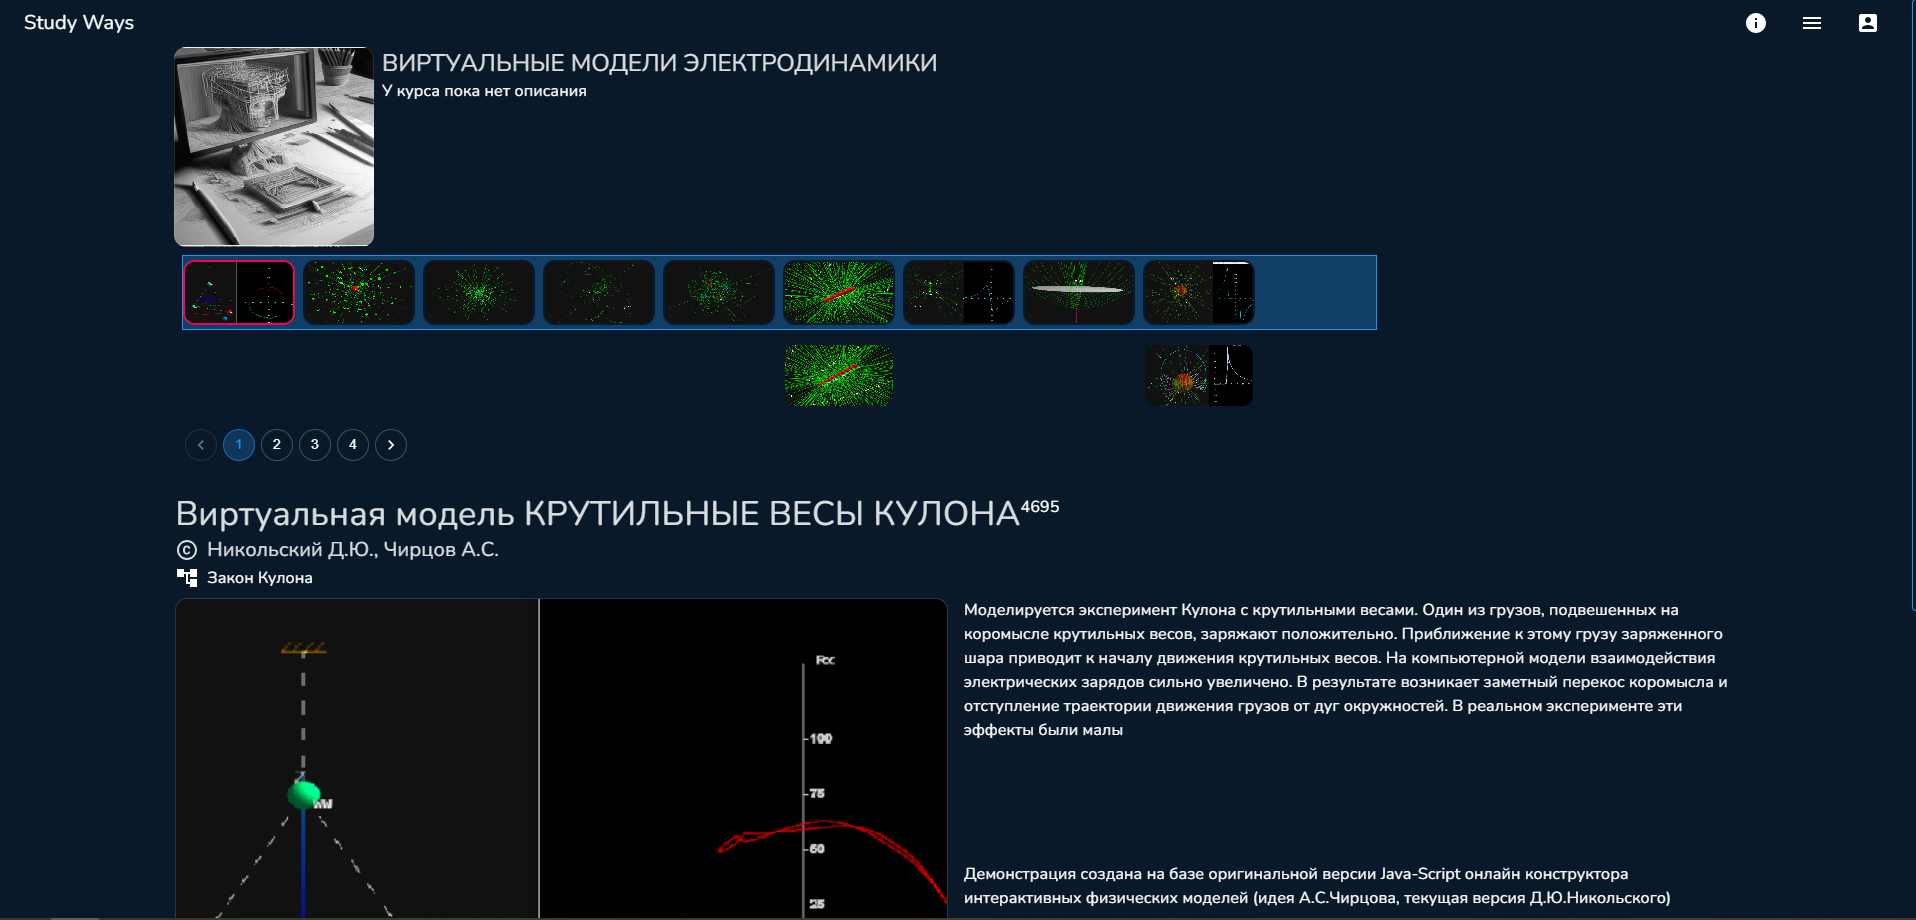 Study Ways
ВИРТУАЛЬНЫЕ МОДЕЛИ ЭЛЕКТРОДИНАМИКИ
У курса пока нет описания
1 2 3 4
Виртуальная модель КРУТИЛЬНЫЕ ВЕСЫ КУЛОНА4695
© Никольский Д.Ю., Чирцов А.С.
Закон Кулона
Моделируется эксперимент Кулона с крутильными весами. Один из грузов, подвешенных на
коромысле крутильных весов, заряжают положительно. Приближение к этому грузу заряженного
шара приводит к началу движения крутильных весов. На компьютерной модели взаимодействия
электрических зарядов сильно увеличено. В результате возникает заметный перекос коромысла и
отступление траектории движения грузов от дуг окружностей. В реальном эксперименте эти
эффекты были малы
100
75
50
25
Демонстрация создана на базе оригинальной версии Java-Script онлайн конструктора
интерактивных физических моделей (идея А.С.Чирцова, текущая версия Д.Ю.Никольского)